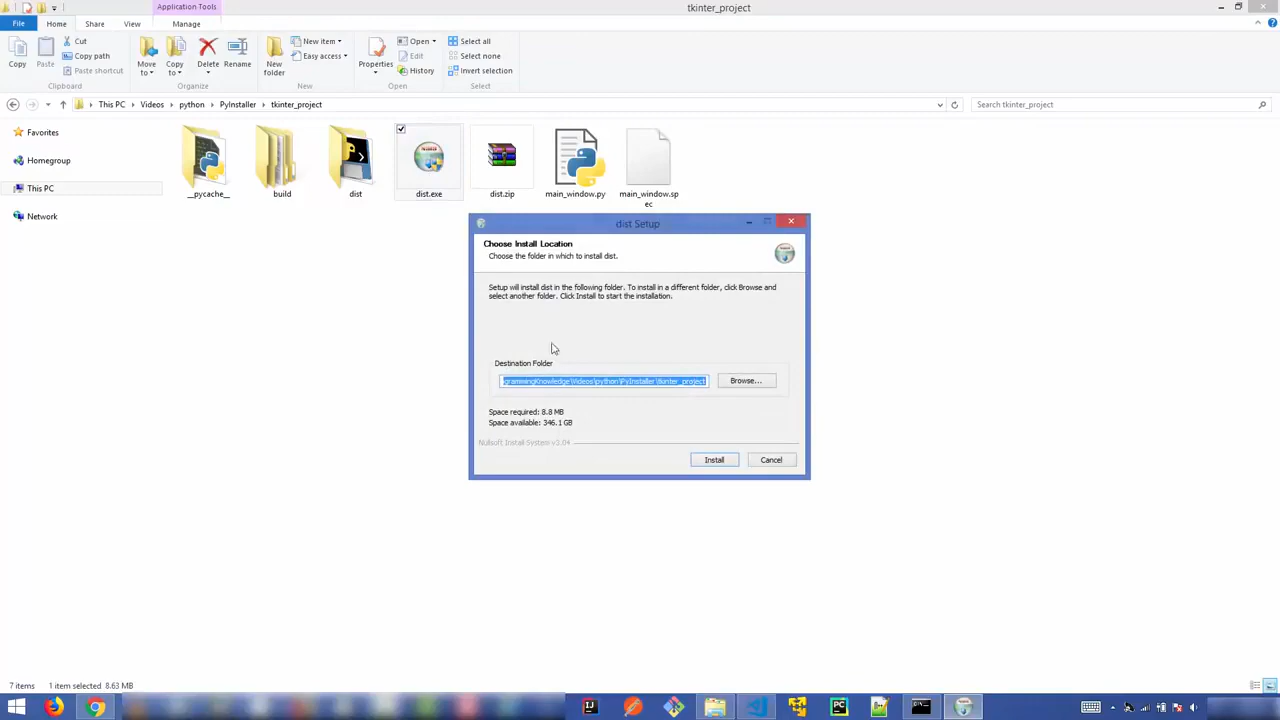 Application Tools
tkinter_project
File
Home
Share
View
Manage
Copy
Paste
Cut
Copy path
Paste shortcut
Clipboard
Move
to
Copy
to
Delete
Rename
Organize
New
folder
New item
Easy access
New
Properties
Open
Edit
History
Open
Select all
Select none
Invert selection
Select
This PC
Videos
python
PyInstaller
tkinter_project
Search tkinter_project
Favorites
Homegroup
This PC
Network
__pycache__
build
dist
dist.exe
dist.zip
main_window.py
main_window.sp
ec
dist Setup
Choose Install Location
Choose the folder in which to install dist.
Setup will install dist in the following folder. To install in a different folder, click Browse and
select another folder. Click Install to start the installation.
Destination Folder
grammingKnowledge\Videos\python\PyInstaller\tkinter_project
Browse...
Space required: 8.8 MB
Space available: 346.1 GB
Nullsoft Install System v3.04
Install
Cancel
7 items
1 item selected 8.63 MB